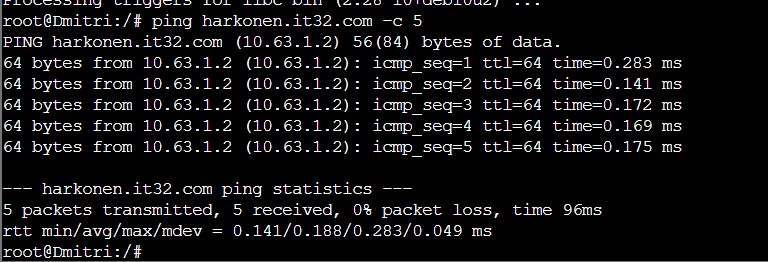 Processing triggers for libc-bin (2.28-10+deb10u2) ...
root@Dmitri:/# ping harkonen.it32.com -c 5
PING harkonen.it32.com (10.63.1.2) 56(84) bytes of data.
64 bytes from 10.63.1.2 (10.63.1.2): icmp_seq=1 ttl=64 time=0.283 ms
64 bytes from 10.63.1.2 (10.63.1.2): icmp_seq=2 ttl=64 time=0.141 ms
64 bytes from 10.63.1.2 (10.63.1.2): icmp_seq=3 ttl=64 time=0.172 ms
64 bytes from 10.63.1.2 (10.63.1.2): icmp_seq=4 ttl=64 time=0.169 ms
64 bytes from 10.63.1.2 (10.63.1.2): icmp_seq=5 ttl=64 time=0.175 ms
--- harkonen.it32.com ping statistics ---
5 packets transmitted, 5 received, 0% packet loss, time 96ms
rtt min/avg/max/mdev = 0.141/0.188/0.283/0.049 ms
root@Dmitri:/#